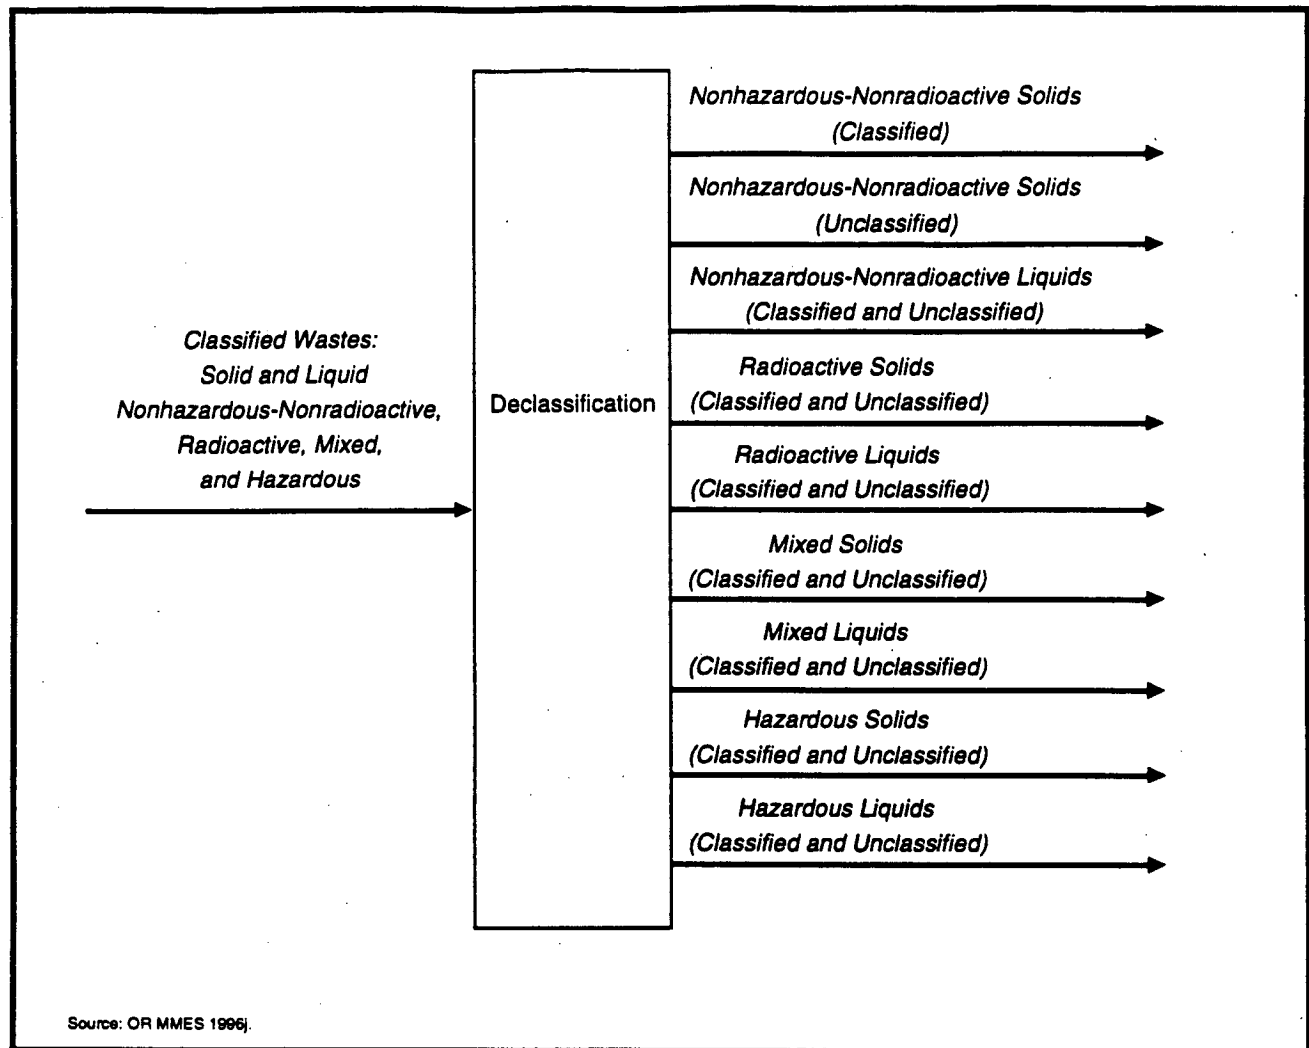 Nonhazardous-Nonradioactive Solids
(Classified)
Nonhazardous-Nonradioactive Solids
(Unclassified)
Nonhazardous-Nonradioactive Liquids
(Classified and Unclassified)
Classified Wastes:
Solid and Liquid
Nonhazardous-Nonradioactive,
Radioactive, Mixed,
and Hazardous
Declassification
Radioactive Solids
(Classified and Unclassified)
Radioactive Liquids
(Classified and Unclassified)
Mixed Solids
(Classified and Unclassified)
Mixed Liquids
(Classified and Unclassified)
Hazardous Solids
(Classified and Unclassified)
Hazardous Liquids
(Classified and Unclassified)
Source: OR MMES 1996j.